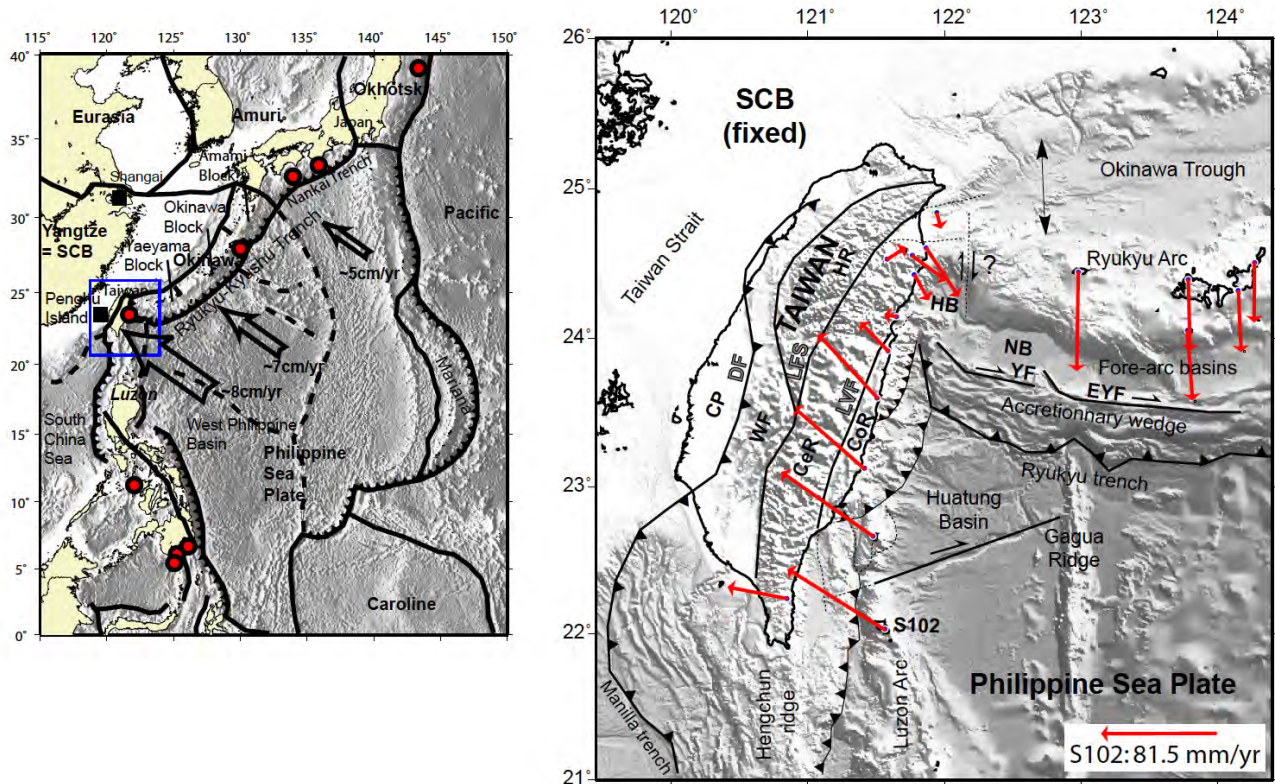 115˚ 120˚ 125˚ 130˚ 135˚ 140˚ 145˚ 150˚
40˚
35˚
30˚
25˚
20˚
15˚
10˚
5˚
0˚
Okhotsk
Eurasia
Amuri
Japan
Amami
Block
Shangai
Nankai Trench
Okinawa
Block
Pacific
Yangtze
= SCB
Yaeyama
Block
Okinawa
Ryukyu Kyushu Trench
~5cm/yr
Taiwan
Penghu
Island
~7cm/yr
~8cm/yr
Mariana
Luzon
South
China
Sea
West Philippine
Basin
Philippine
Sea
Plate
Caroline
120˚ 121˚ 122˚ 123˚ 124˚
26˚
25˚
24˚
23˚
22˚
21˚
SCB
(fixed)
Okinawa Trough
Taiwan Strait
TAIWAN
HR
?
Ryukyu Arc
HB
NB
YF
Fore-arc basins
EYF
Accretionnary wedge
DF
LFS
CP
WF
LVF
CeR
CoR
Ryukyu trench
Huatung
Basin
Gagua
Ridge
S102
Philippine Sea Plate
Manilla trench
Hengchun
ridge
Luzon Arc
S102:81.5 mm/yr